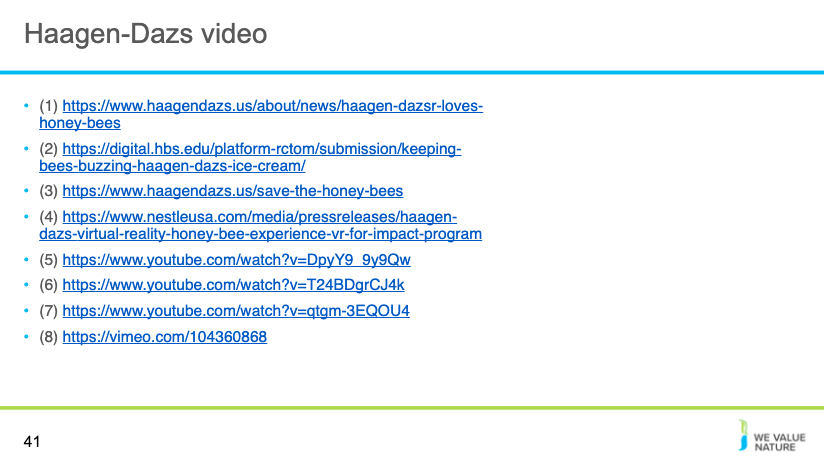 Haagen-Dazs video
• (1) https://www.haagendazs.us/about/news/haagen-dazsr-loves-
honey-bees
• (2) https://digital.hbs.edu/platform-rctom/submission/keeping-
bees-buzzing-haagen-dazs-ice-cream/
• (3) https://www.haagendazs.us/save-the-honey-bees
• (4) https://www.nestleusa.com/media/pressreleases/haagen-
dazs-virtual-reality-honey-bee-experience-vr-for-impact-program
• (5) https://www.youtube.com/watch?v=DpyY9_9y9Qw
• (6) https://www.youtube.com/watch?v=T24BDgrCJ4k
• (7) https://www.youtube.com/watch?v=qtgm-3EQOU4
• (8) https://vimeo.com/104360868
41
WE VALUE
NATURE